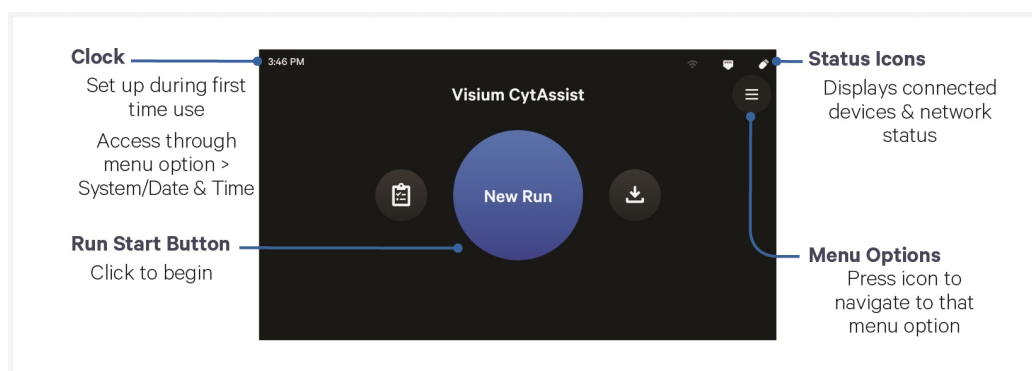 Clock
Set up during first
time use
Access through
menu option >
System/Date & Time
Run Start Button
Click to begin
3:46 PM
Visium CytAssist
New Run
Status Icons
Displays connected
devices & network
status
Menu Options
Press icon to
navigate to that
menu option